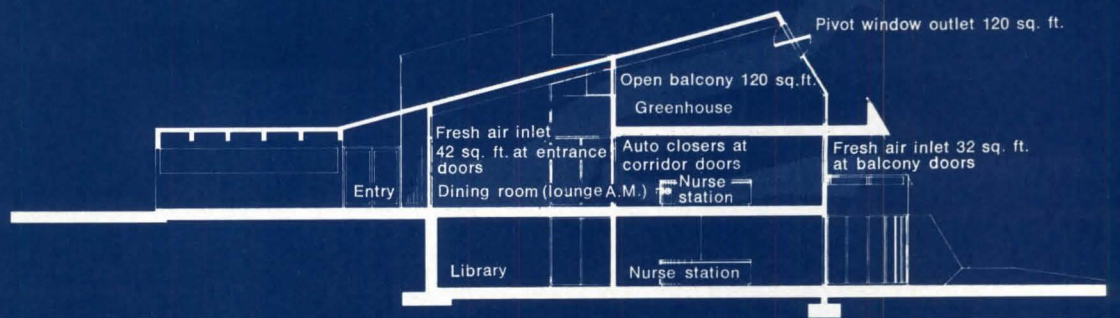 Pivot window outlet 120 sq. ft.
Open balcony 120 sq.ft.
Greenhouse
Fresh air inlet
42 sq. ft. at entrance
doors
Auto closers at
corridor doors
Fresh air inlet 32 sq. ft.
at balcony doors
Entry
Dining room (lounge A.M.)
Nurse
station
Library
Nurse station